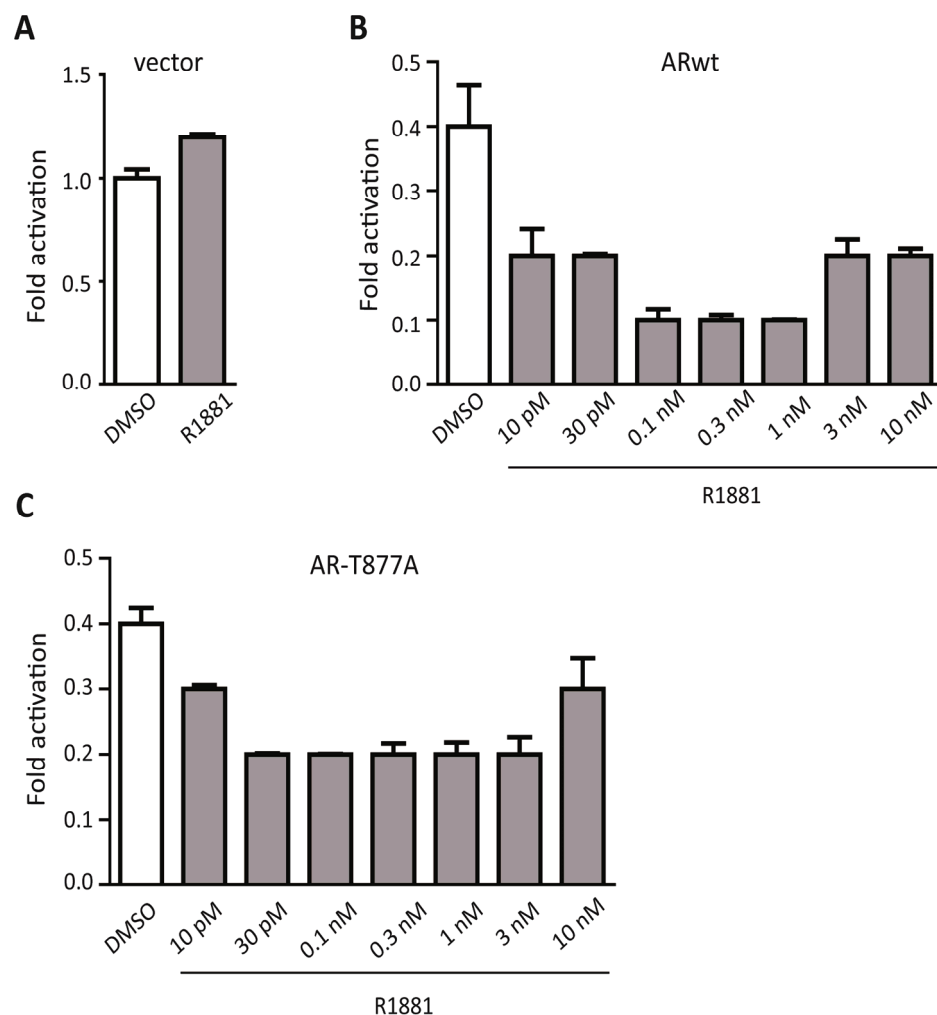 A
vector
Fold activation
1.5
1.0
0.5
0.0
DMSO
R1881
B
ARwt
Fold activation
0.5
0.4
0.3
0.2
0.1
0.0
DMSO
10 pM
30 pM
0.1 nM
0.3 nM
1 nM
3 nM
10 nM
R1881
C
AR-T877A
Fold activation
0.5
0.4
0.3
0.2
0.1
0.0
DMSO
10 pM
30 pM
0.1 nM
0.3 nM
1 nM
3 nM
10 nM
R1881